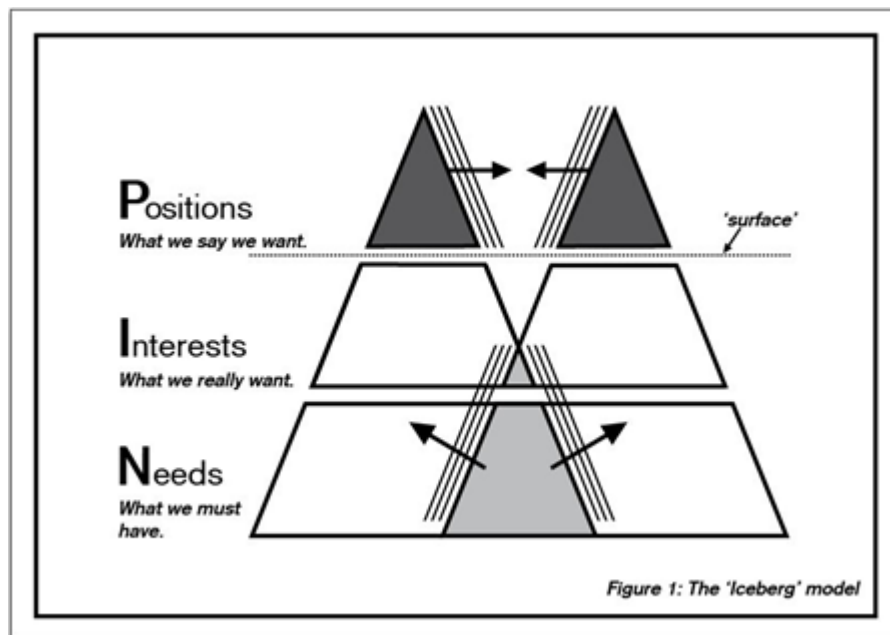 Positions
What we say we want.
'surface'
Interests
What we really want.
Needs
What we must
have.
Figure 1: The 'Iceberg' model